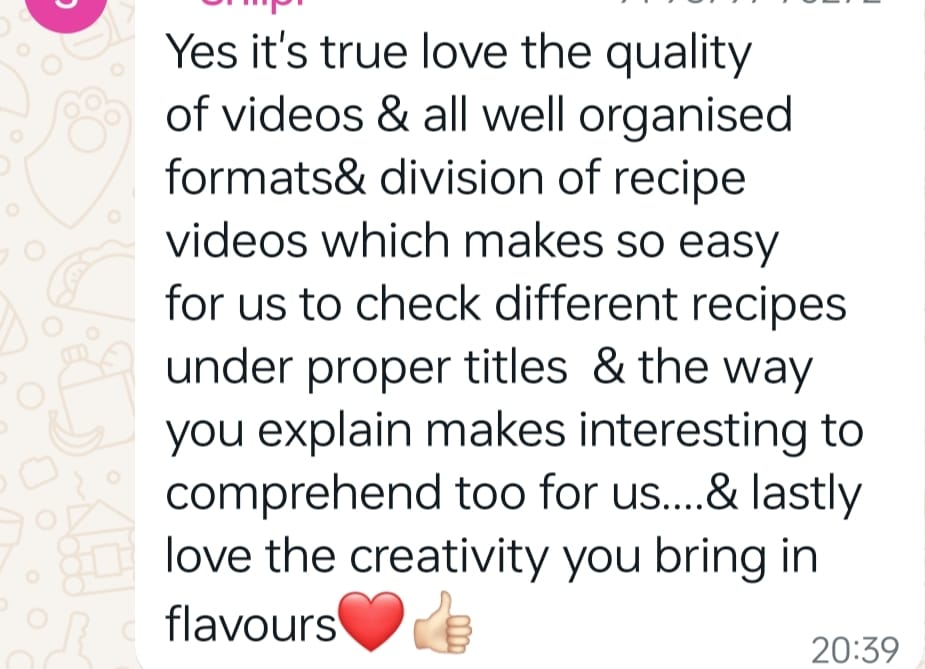 Yes it's true love the quality
of videos & all well organised
formats& division of recipe
videos which makes so easy
for us to check different recipes
under proper titles  & the way
you explain makes interesting to
comprehend too for us....& lastly
love the creativity you bring in
flavours❤️👍🏻
20:39